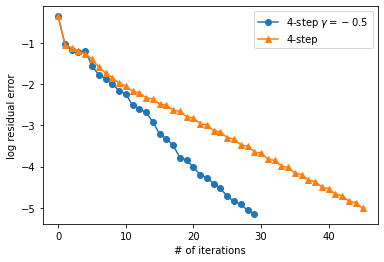 4-step γ = −0.5
4-step
log residual error
−1
−2
−3
−4
−5
0
10
20
30
40
# of iterations